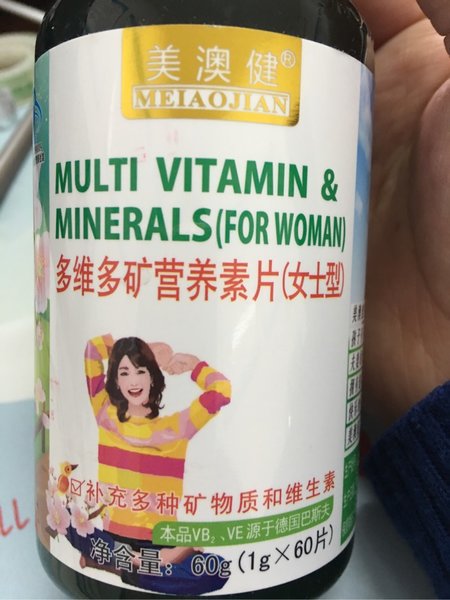 美澳健®
MEIAOJIAN
MULTI VITAMIN &
MINERALS(FOR WOMAN)
多维多矿营养素片(女士型)
☑补充多种矿物质和维生素
本品VB₂、VE源于德国巴斯夫
净含量：60g(1g×60片)